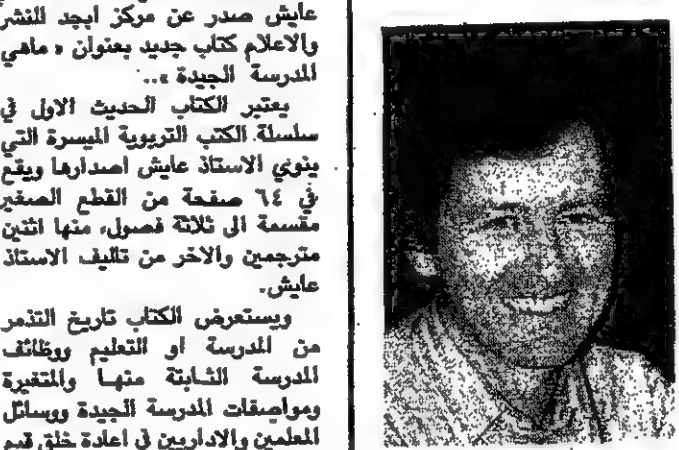 عايش صدر عن مركز ابجد للنشر
والاعلام كتاب جديد بعنوان « ماهي
المدرسة الجيدة »..
يعتبر الكتاب الحديث الاول في
سلسلة الكتب التربوية الميسرة التي
ينوي الاستاذ عايش اصدارها ويقع
في ٦٤ صفحة من القطع الصغير
مقسمة الى ثلاثة فصول، منها اثنين
مترجمين والاخر من تاليف الاستاذ
عايش.
ويستعرض الكتاب تاريخ التذمر
من المدرسة او التعليم ووظائف
المدرسة الثابتة منها والمتغيرة
ومواصفات المدرسة الجيدة ووسائل
المعلمين والاداريين في اعادة خلق قيم